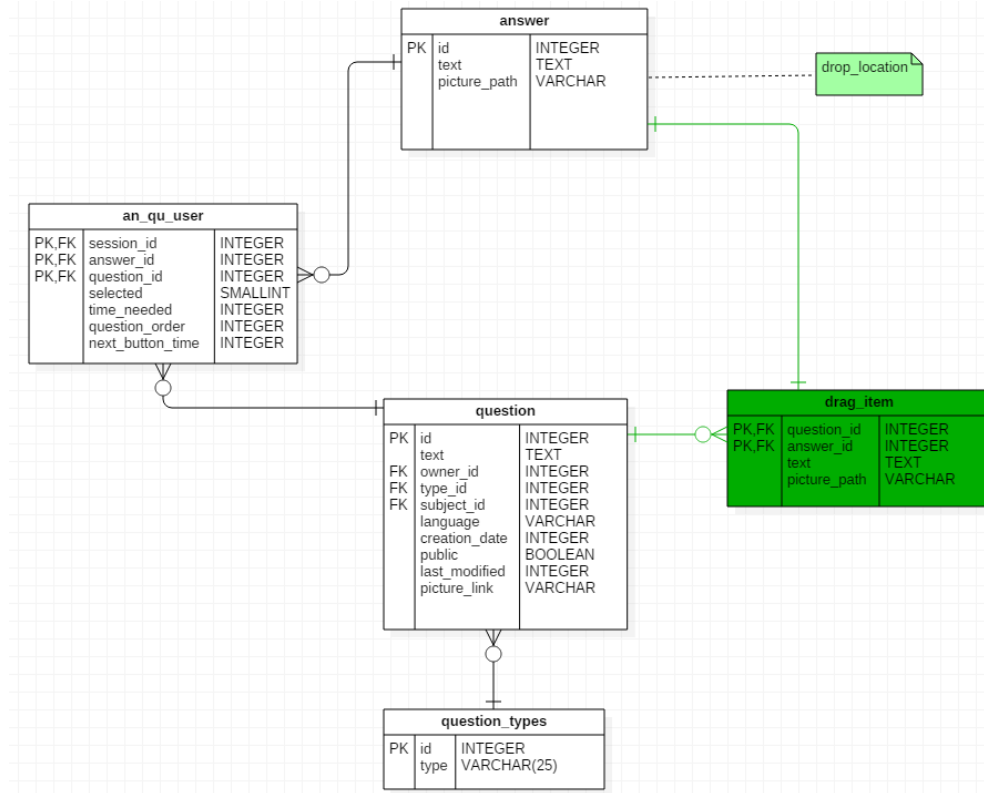 answer
PK id INTEGER
text TEXT
picture_path VARCHAR
drop_location
an_qu_user
PK,FK session_id INTEGER
PK,FK answer_id INTEGER
PK,FK question_id INTEGER
selected SMALLINT
time_needed INTEGER
question_order INTEGER
next_button_time INTEGER
question
PK id INTEGER
text TEXT
FK owner_id INTEGER
FK type_id INTEGER
FK subject_id INTEGER
language VARCHAR
creation_date INTEGER
public BOOLEAN
last_modified INTEGER
picture_link VARCHAR
drag_item
PK,FK question_id INTEGER
PK,FK answer_id INTEGER
text TEXT
picture_path VARCHAR
question_types
PK id INTEGER
type VARCHAR(25)